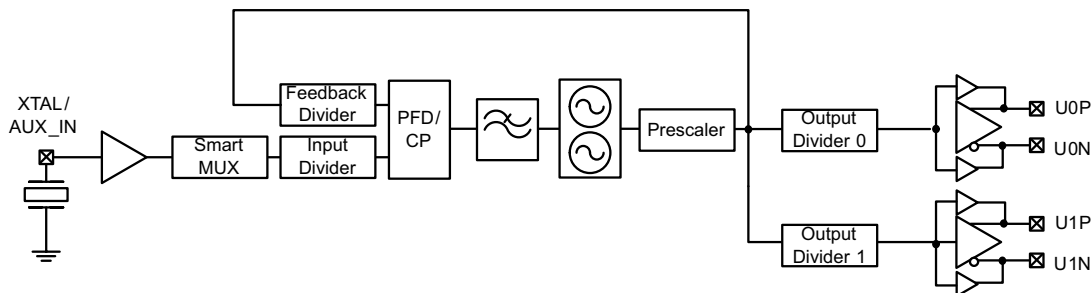 XTAL/
AUX_IN
Smart
MUX
Feedback
Divider
Input
Divider
PFD/
CP
Prescaler
Output
Divider 0
Output
Divider 1
U0P
U0N
U1P
U1N